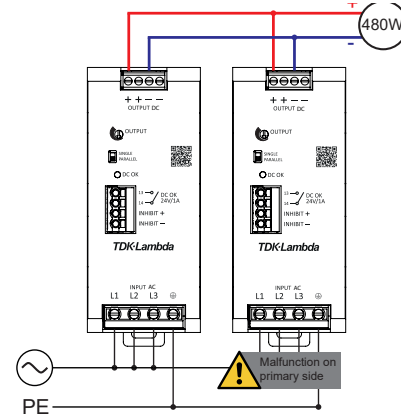 +
480W
-
+ + – –
OUTPUT DC
OUTPUT
SINGLE
PARALLEL
DC OK
13
14
DC OK
24V/1A
INHIBIT +
INHIBIT –
TDK·Lambda
INPUT AC
L1 L2 L3
+ + – –
OUTPUT DC
OUTPUT
SINGLE
PARALLEL
DC OK
13
14
DC OK
24V/1A
INHIBIT +
INHIBIT –
TDK·Lambda
INPUT AC
L1 L2 L3
Malfunction on
primary side
PE